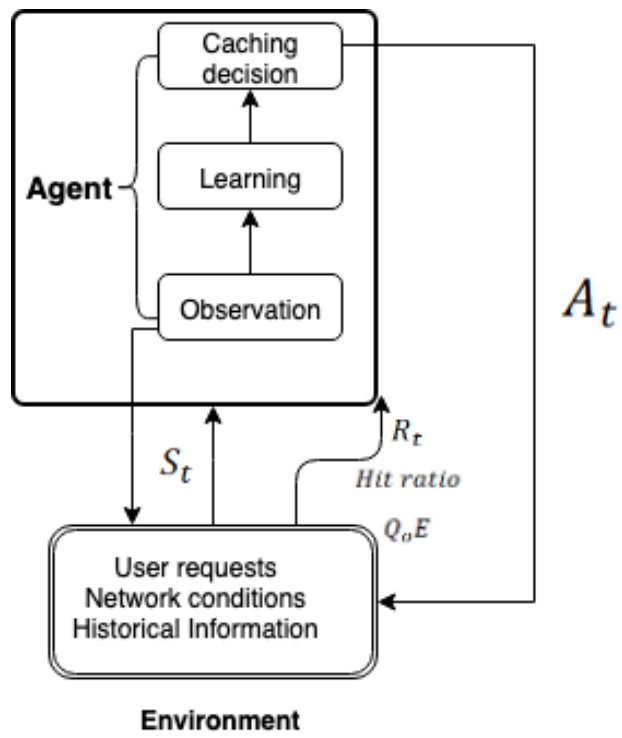 Caching
decision
Agent
Learning
Observation
A_t
S_t
R_t
Hit ratio
Q_oE
User requests
Network conditions
Historical Information
Environment